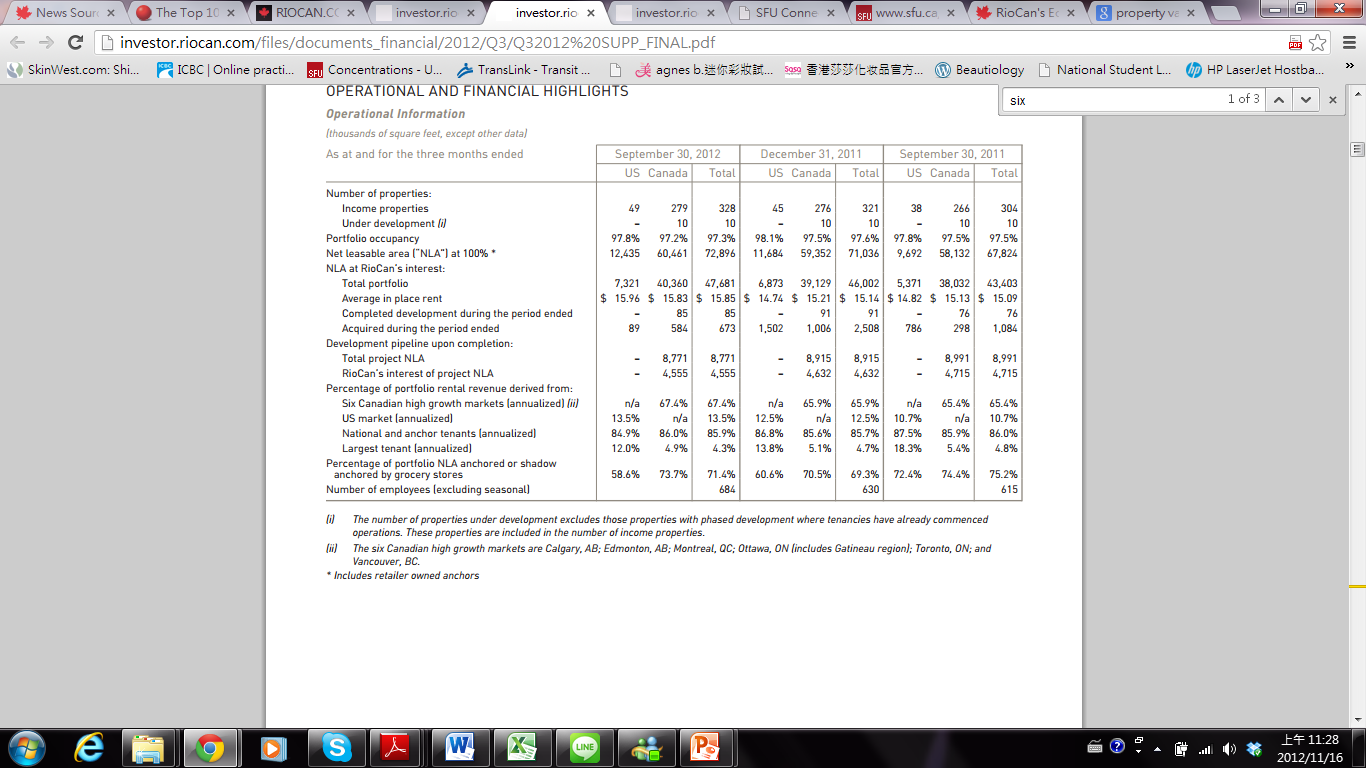 News Sourc
The Top 10
RIOCAN.CO
investor.rio
investor.rio
investor.rio
SFU Conne
SFU www.sfu.ca
RioCan's Ec
property va
investor.riocan.com/files/documents_financial/2012/Q3/Q32012%20SUPP_FINAL.pdf
SkinWest.com: Shi... ICBC | Online practi... SFU Concentrations - U... TransLink - Transit ... agnes b.迷你彩妝試... Sasa 香港莎莎化妝品官方... Beautiology National Student L... hp HP LaserJet Hostba... »
six 1 of 3
OPERATIONAL AND FINANCIAL HIGHLIGHTS
Operational Information
(thousands of square feet, except other data)
As at and for the three months ended September 30, 2012 December 31, 2011 September 30, 2011
US Canada Total US Canada Total US Canada Total
Number of properties:
Income properties 49 279 328 45 276 321 38 266 304
Under development (i) – 10 10 – 10 10 – 10 10
Portfolio occupancy 97.8% 97.2% 97.3% 98.1% 97.5% 97.6% 97.8% 97.5% 97.5%
Net leasable area ("NLA") at 100% * 12,435 60,461 72,896 11,684 59,352 71,036 9,692 58,132 67,824
NLA at RioCan's interest:
Total portfolio 7,321 40,360 47,681 6,873 39,129 46,002 5,371 38,032 43,403
Average in place rent $ 15.96 $ 15.83 $ 15.85 $ 14.74 $ 15.21 $ 15.14 $ 14.82 $ 15.13 $ 15.09
Completed development during the period ended – 85 85 – 91 91 – 76 76
Acquired during the period ended 89 584 673 1,502 1,006 2,508 786 298 1,084
Development pipeline upon completion:
Total project NLA – 8,771 8,771 – 8,915 8,915 – 8,991 8,991
RioCan's interest of project NLA – 4,555 4,555 – 4,632 4,632 – 4,715 4,715
Percentage of portfolio rental revenue derived from:
Six Canadian high growth markets (annualized) (ii) n/a 67.4% 67.4% n/a 65.9% 65.9% n/a 65.4% 65.4%
US market (annualized) 13.5% n/a 13.5% 12.5% n/a 12.5% 10.7% n/a 10.7%
National and anchor tenants (annualized) 84.9% 86.0% 85.9% 86.8% 85.6% 85.7% 87.5% 85.9% 86.0%
Largest tenant (annualized) 12.0% 4.9% 4.3% 13.8% 5.1% 4.7% 18.3% 5.4% 4.8%
Percentage of portfolio NLA anchored or shadow
anchored by grocery stores 58.6% 73.7% 71.4% 60.6% 70.5% 69.3% 72.4% 74.4% 75.2%
Number of employees (excluding seasonal) 684 630 615
(i) The number of properties under development excludes those properties with phased development where tenancies have already commenced
operations. These properties are included in the number of income properties.
(ii) The six Canadian high growth markets are Calgary, AB; Edmonton, AB; Montreal, QC; Ottawa, ON (includes Gatineau region); Toronto, ON; and
Vancouver, BC.
* Includes retailer owned anchors
LINE
上午 11:28
2012/11/16